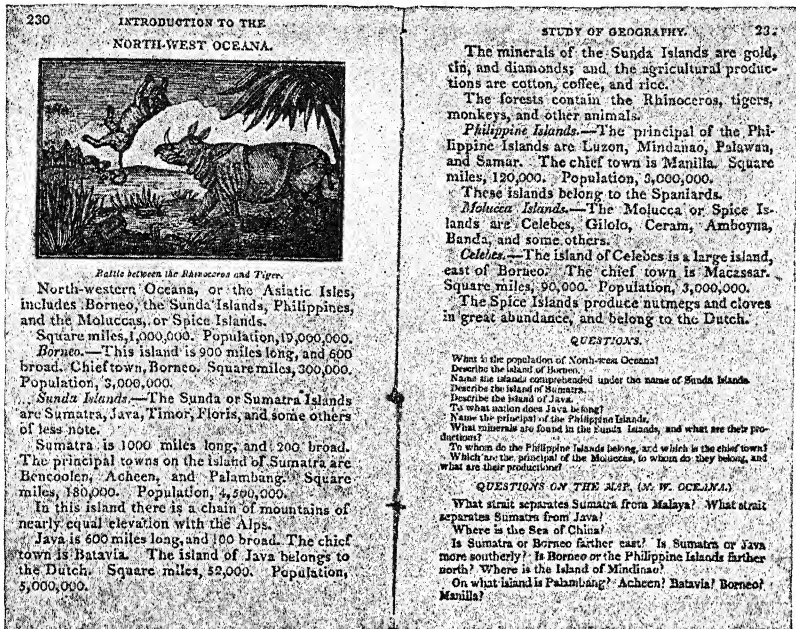 230 INTRODUCTION TO THE
NORTH-WEST OCEANA.
Battle between the Rhinoceros and Tiger.
North-western Oceana, or the Asiatic Isles,
includes Borneo, the Sunda Islands, Philippines,
and the Moluccas, or Spice Islands.
Square miles, 1,000,000. Population, 19,000,000.
Borneo.—This island is 900 miles long, and 600
broad. Chief town, Borneo. Square miles, 300,000.
Population, 3,000,000.
Sunda Islands.—The Sunda or Sumatra Islands
are Sumatra, Java, Timor, Floris, and some others
of less note.
Sumatra is 1000 miles long, and 200 broad.
The principal towns on the island of Sumatra are
Bencoolen, Acheen, and Palambang. Square
miles, 180,000. Population, 4,500,000.
In this island there is a chain of mountains of
nearly equal elevation with the Alps.
Java is 600 miles long, and 100 broad. The chief
town is Batavia. The island of Java belongs to
the Dutch. Square miles, 52,000. Population,
5,000,000.
STUDY OF GEOGRAPHY. 23
The minerals of the Sunda Islands are gold,
tin, and diamonds; and the agricultural produc-
tions are cotton, coffee, and rice.
The forests contain the Rhinoceros, tigers,
monkeys, and other animals.
Philippine Islands.—The principal of the Phi-
lippine Islands are Luzon, Mindanao, Palawan,
and Samar. The chief town is Manilla. Square
miles, 120,000. Population, 3,000,000.
These islands belong to the Spaniards.
Molucca Islands.—The Molucca or Spice Is-
lands are Celebes, Gilolo, Ceram, Amboyna,
Banda, and some others.
Celebes.—The island of Celebes is a large island,
east of Borneo. The chief town is Macassar.
Square miles, 90,000. Population, 3,000,000.
The Spice Islands produce nutmegs and cloves
in great abundance, and belong to the Dutch.
QUESTIONS.
What is the population of North-west Oceana?
Describe the island of Borneo.
Name the islands comprehended under the name of Sunda Islands.
Describe the island of Sumatra.
Describe the island of Java.
To what nation does Java belong?
Name the principal of the Philippine Islands.
What minerals are found in the Sunda Islands, and what are their pro-
ductions?
To whom do the Philippine Islands belong, and which is the chief town?
Which are the principal of the Moluccas, to whom do they belong, and
what are their productions?
QUESTIONS ON THE MAP, (N. W. OCEANA.)
What strait separates Sumatra from Malaya? What strait
separates Sumatra from Java?
Where is the Sea of China?
Is Sumatra or Borneo farther east? Is Sumatra or Java
more southerly? Is Borneo or the Philippine Islands farther
north? Where is the Island of Mindinao?
On what island is Palambang? Acheen? Batavia? Borneo?
Manilla?